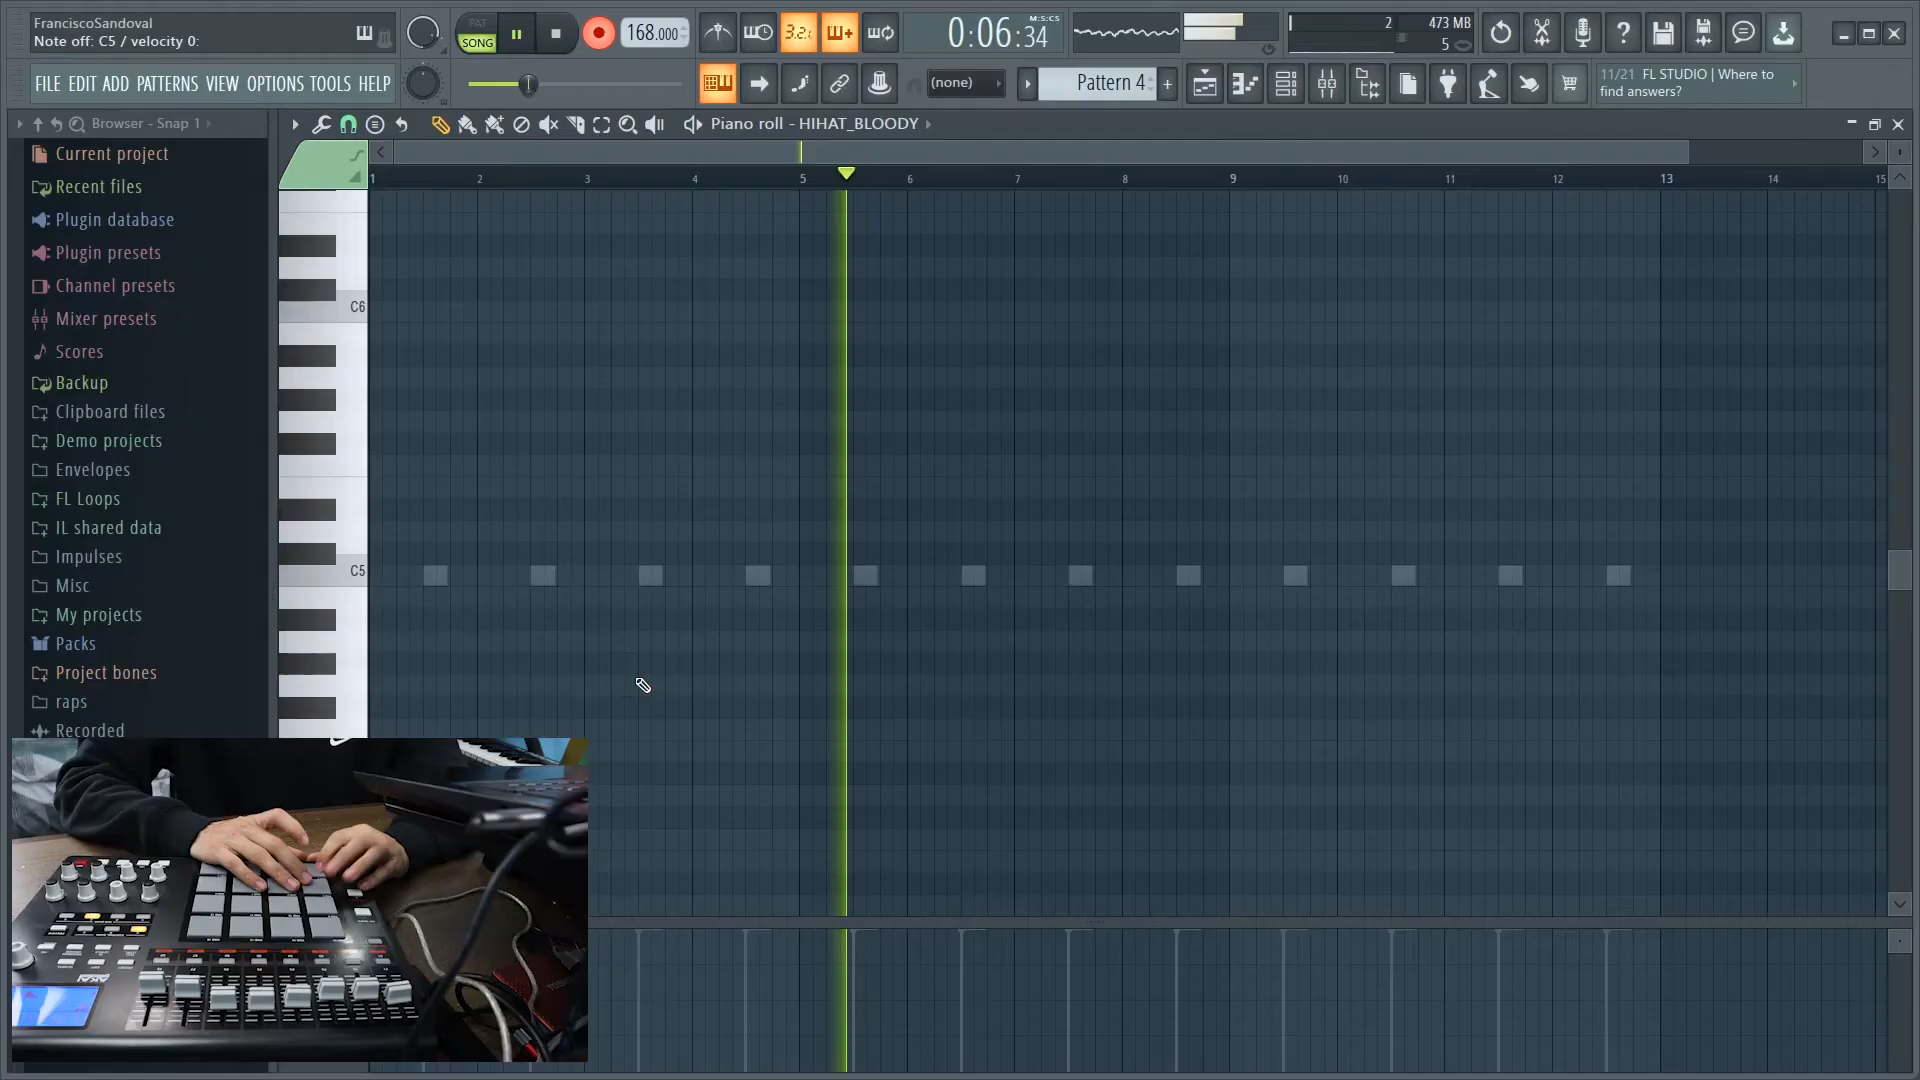 FranciscoSandoval
Note off: C5 / velocity 0:
PAT
SONG
168.000
3.2.1
0:06:34
M:S:CS
2
473 MB
5
FILE EDIT ADD PATTERNS VIEW OPTIONS TOOLS HELP
(none)
Pattern 4
+
11/21 FL STUDIO | Where to
find answers?
Browser - Snap 1
Piano roll - HIHAT_BLOODY
1 2 3 4 5 6 7 8 9 10 11 12 13 14 15
Current project
Recent files
Plugin database
Plugin presets
Channel presets
Mixer presets
Scores
Backup
Clipboard files
Demo projects
Envelopes
FL Loops
IL shared data
Impulses
Misc
My projects
Packs
Project bones
raps
Recorded
C6
C5
AKAI